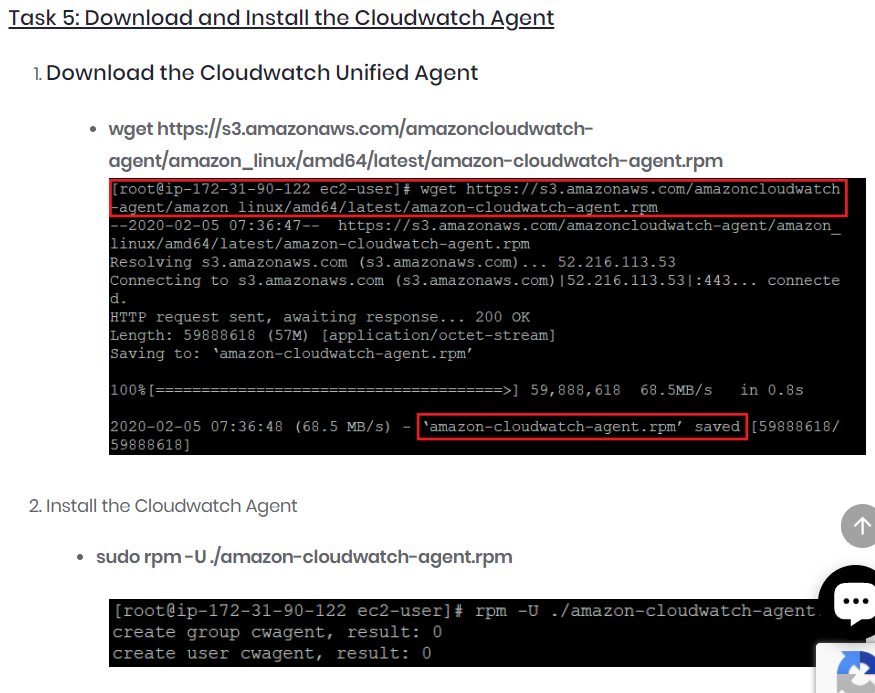 Task 5: Download and Install the Cloudwatch Agent
1. Download the Cloudwatch Unified Agent
• wget https://s3.amazonaws.com/amazoncloudwatch-
agent/amazon_linux/amd64/latest/amazon-cloudwatch-agent.rpm
[root@ip-172-31-90-122 ec2-user]# wget https://s3.amazonaws.com/amazoncloudwatch
-agent/amazon_linux/amd64/latest/amazon-cloudwatch-agent.rpm
--2020-02-05 07:36:47--  https://s3.amazonaws.com/amazoncloudwatch-agent/amazon_
linux/amd64/latest/amazon-cloudwatch-agent.rpm
Resolving s3.amazonaws.com (s3.amazonaws.com)... 52.216.113.53
Connecting to s3.amazonaws.com (s3.amazonaws.com)|52.216.113.53|:443... connecte
d.
HTTP request sent, awaiting response... 200 OK
Length: 59888618 (57M) [application/octet-stream]
Saving to: ‘amazon-cloudwatch-agent.rpm’
100%[======================================>] 59,888,618  68.5MB/s   in 0.8s
2020-02-05 07:36:48 (68.5 MB/s) - ‘amazon-cloudwatch-agent.rpm’ saved [59888618/
59888618]
2. Install the Cloudwatch Agent
• sudo rpm -U ./amazon-cloudwatch-agent.rpm
[root@ip-172-31-90-122 ec2-user]# rpm -U ./amazon-cloudwatch-agent.
create group cwagent, result: 0
create user cwagent, result: 0